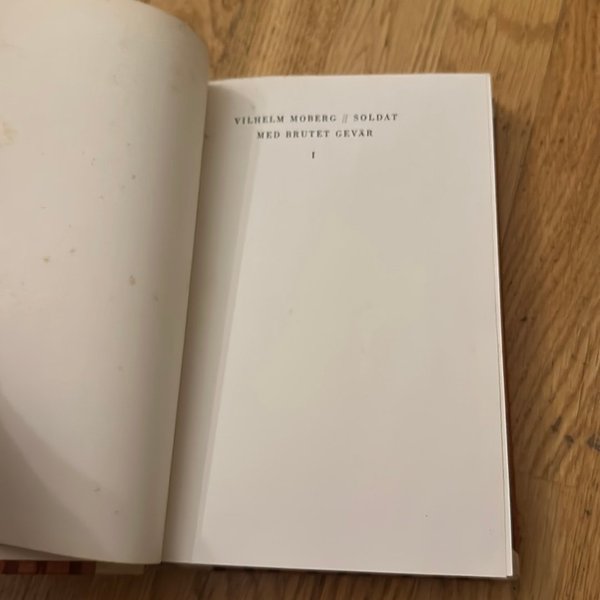 VILHELM MOBERG // SOLDAT
MED BRUTET GEVÄR
I